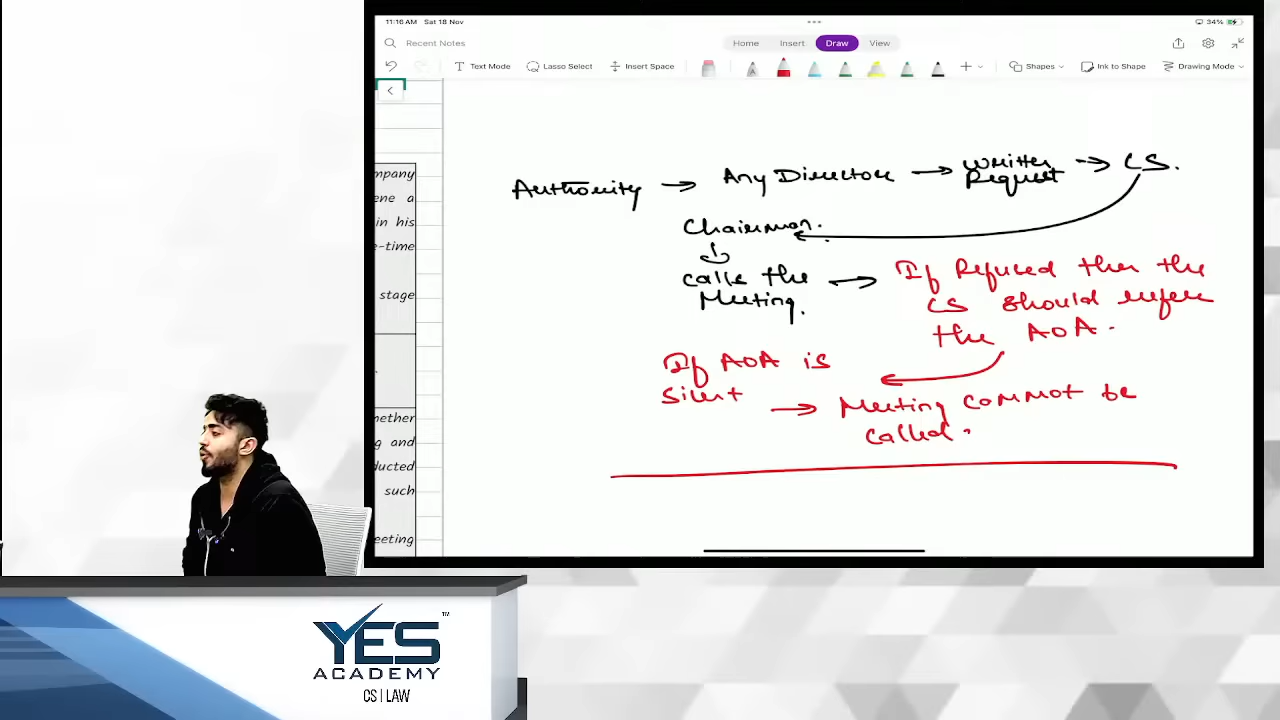 11:16 AM Sat 18 Nov
34%
Recent Notes
Home Insert Draw View
Text Mode Lasso Select Insert Space Shapes Ink to Shape Drawing Mode
mpany
ene a
in his
-time
stage
ether
g and
ducted
such
eeting
Authority → Any Director → Written Request → CS.
Chairman.
calls the → If Refused then the
Meeting. CS should refer
the AOA.
If AOA is
silent → Meeting cannot be
called.
YES™
ACADEMY
CS | LAW